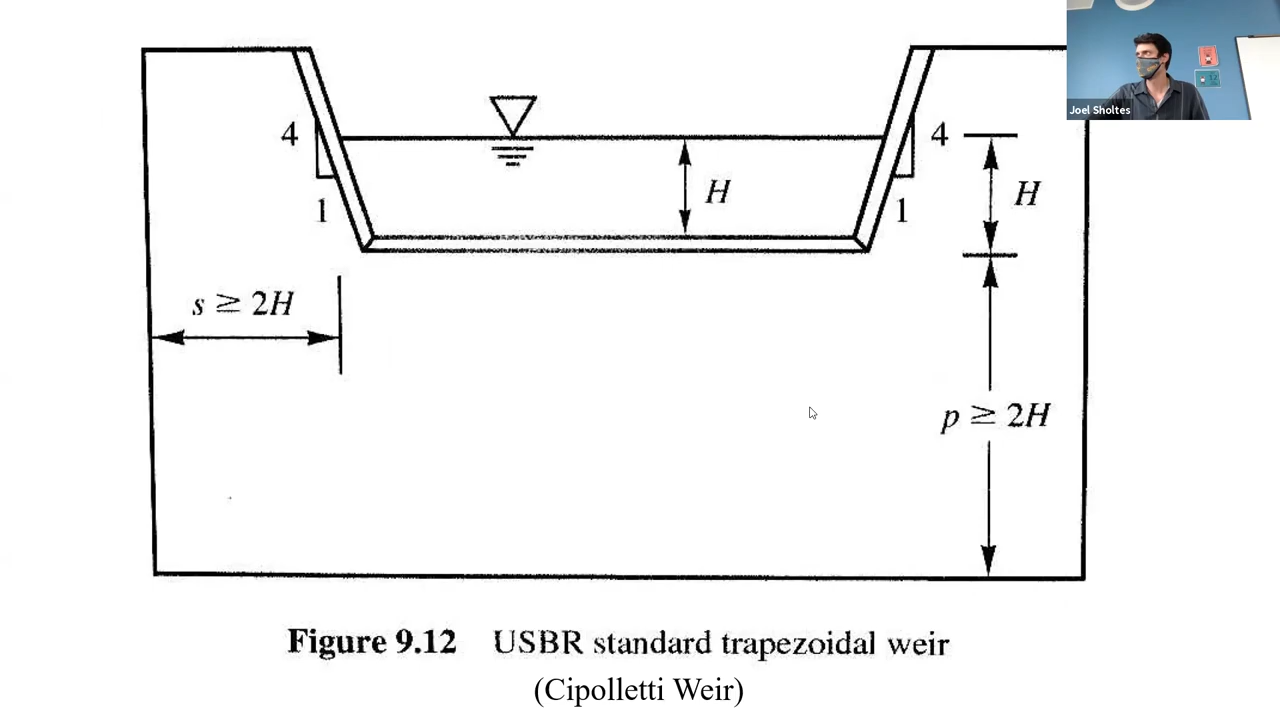 Joel Sholtes
4
4
H
H
1
1
s ≥ 2H
p ≥ 2H
Figure 9.12 USBR standard trapezoidal weir
(Cipolletti Weir)